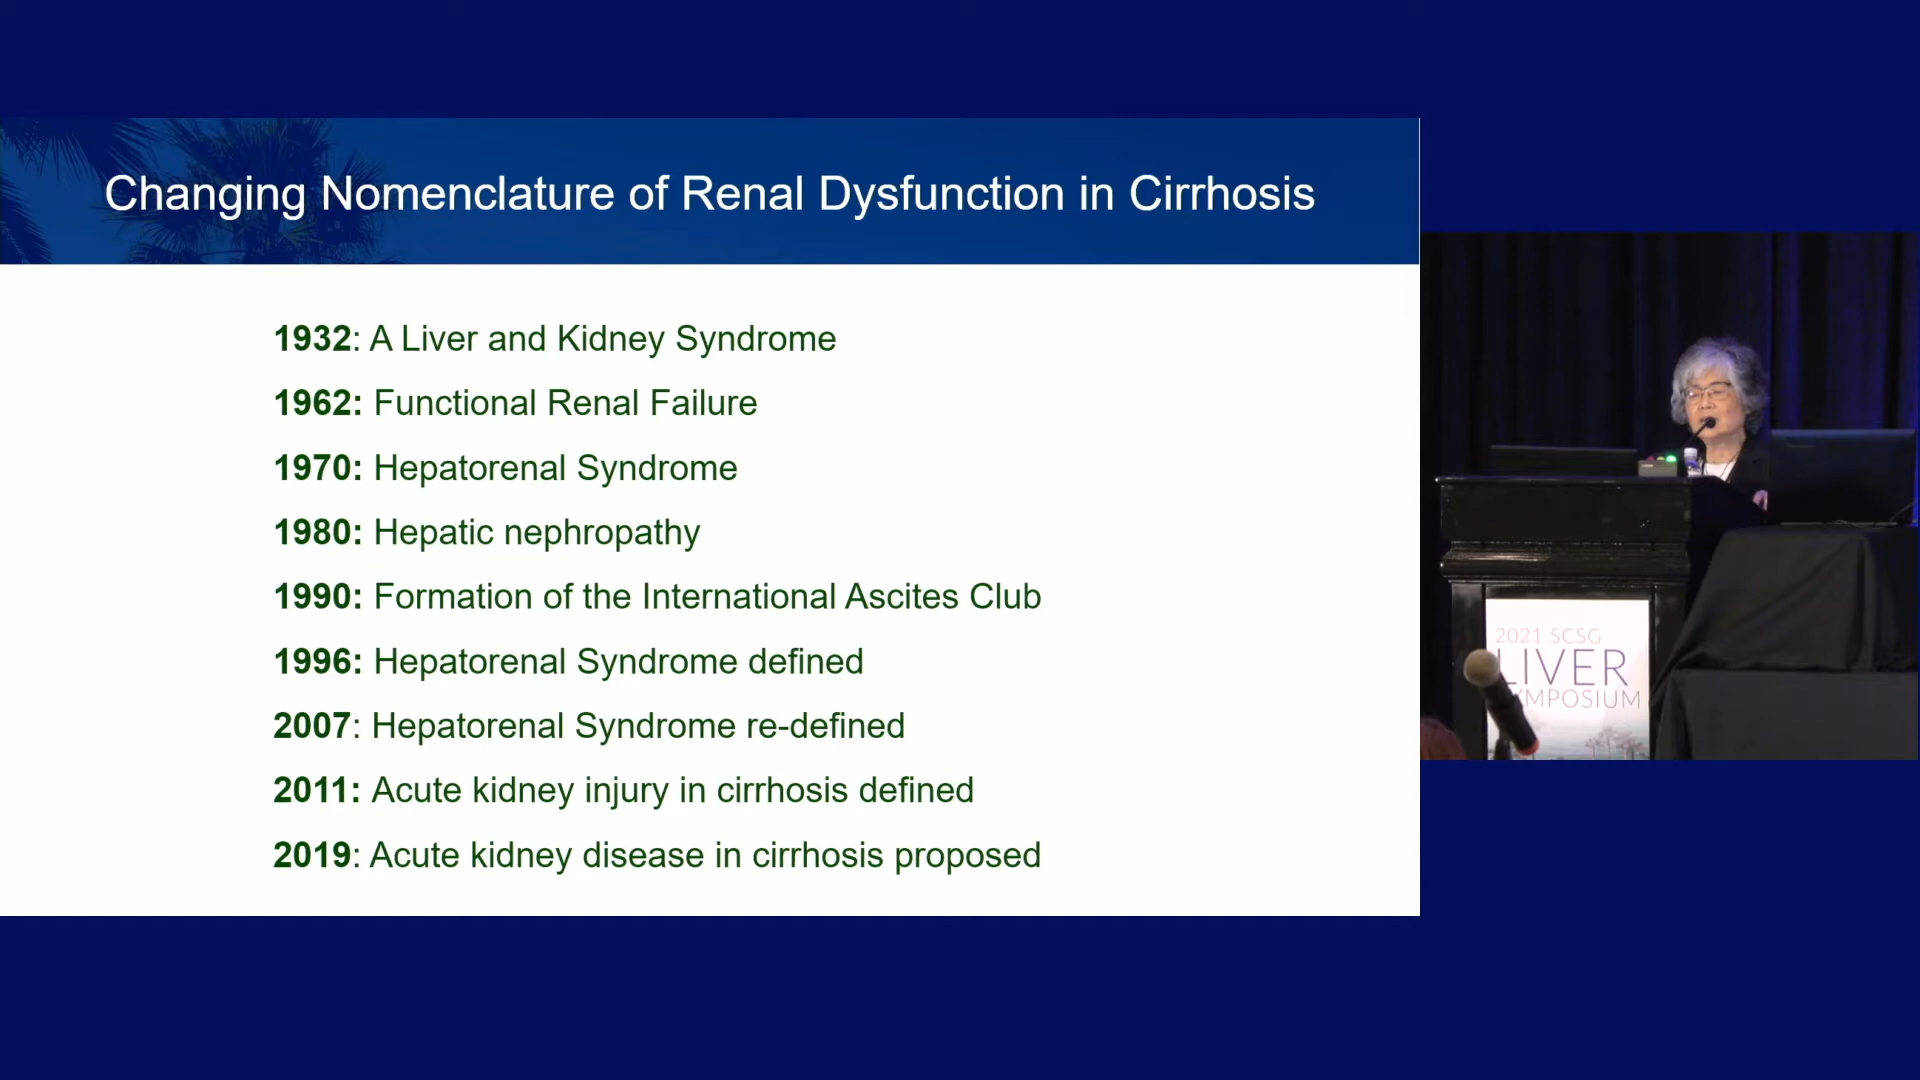 Changing Nomenclature of Renal Dysfunction in Cirrhosis
1932: A Liver and Kidney Syndrome
1962: Functional Renal Failure
1970: Hepatorenal Syndrome
1980: Hepatic nephropathy
1990: Formation of the International Ascites Club
1996: Hepatorenal Syndrome defined
2007: Hepatorenal Syndrome re-defined
2011: Acute kidney injury in cirrhosis defined
2019: Acute kidney disease in cirrhosis proposed
2021 SCSG
LIVER
YMPOSIUM